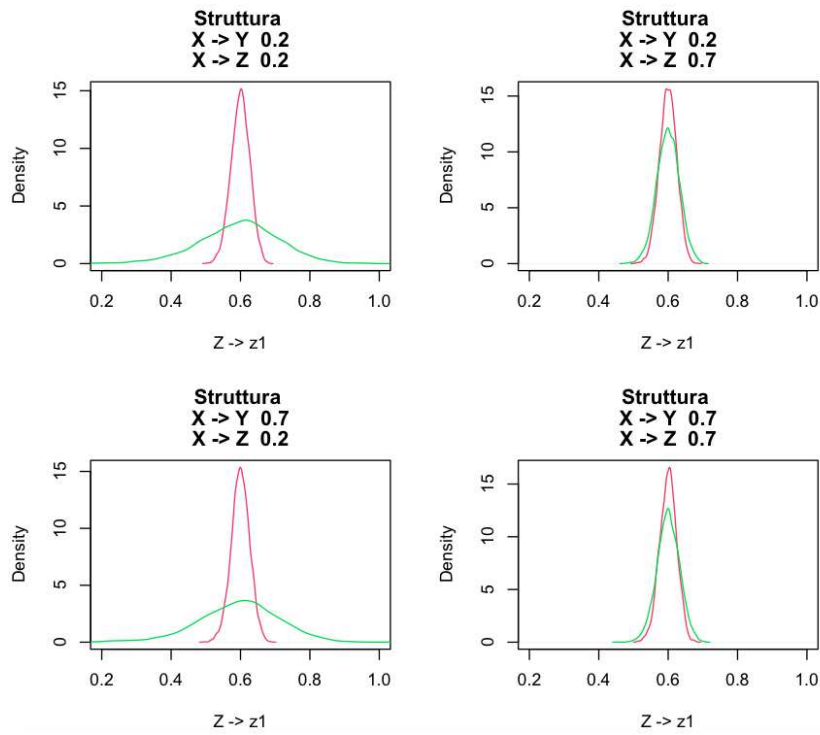 Struttura
X -> Y 0.2
X -> Z 0.2
Density
15
10
5
0
0.2 0.4 0.6 0.8 1.0
Z -> z1
Struttura
X -> Y 0.2
X -> Z 0.7
Density
15
10
5
0
0.2 0.4 0.6 0.8 1.0
Z -> z1
Struttura
X -> Y 0.7
X -> Z 0.2
Density
15
10
5
0
0.2 0.4 0.6 0.8 1.0
Z -> z1
Struttura
X -> Y 0.7
X -> Z 0.7
Density
15
10
5
0
0.2 0.4 0.6 0.8 1.0
Z -> z1